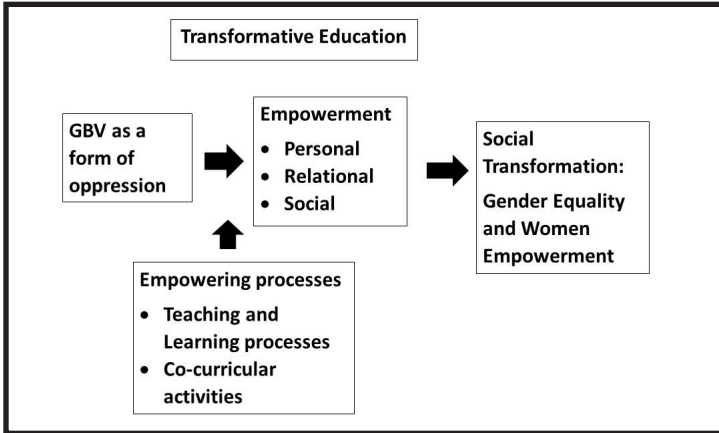 Transformative Education
GBV as a
form of
oppression
Empowerment
• Personal
• Relational
• Social
Social
Transformation:
Gender Equality
and Women
Empowerment
Empowering processes
• Teaching and
Learning processes
• Co-curricular
activities